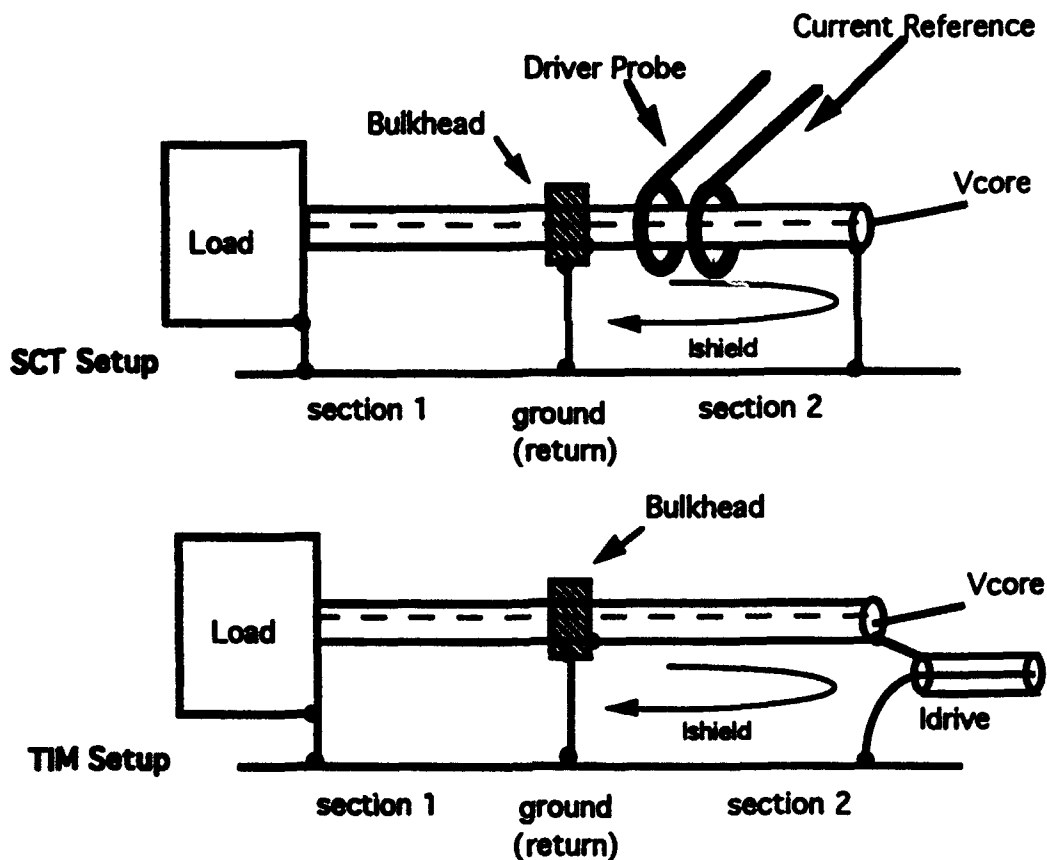 Current Reference
Driver Probe
Bulkhead
Vcore
Load
Ishield
SCT Setup
section 1
ground
(return)
section 2
Bulkhead
Vcore
Load
Ishield
Idrive
TIM Setup
section 1
ground
(return)
section 2